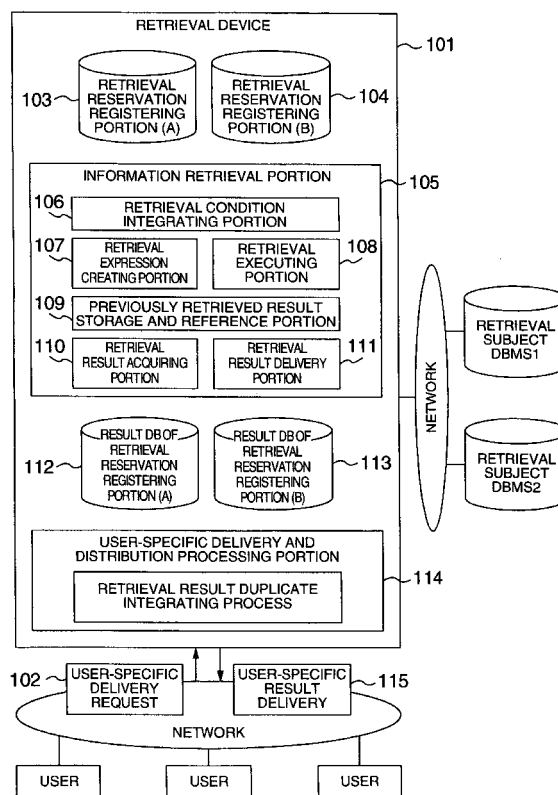 RETRIEVAL DEVICE
101
103
RETRIEVAL
RESERVATION
REGISTERING
PORTION (A)
RETRIEVAL
RESERVATION
REGISTERING
PORTION (B)
104
INFORMATION RETRIEVAL PORTION
105
106
RETRIEVAL CONDITION
INTEGRATING PORTION
107
RETRIEVAL
EXPRESSION
CREATING PORTION
RETRIEVAL
EXECUTING
PORTION
108
109
PREVIOUSLY RETRIEVED RESULT
STORAGE AND REFERENCE PORTION
110
RETRIEVAL
RESULT ACQUIRING
PORTION
RETRIEVAL
RESULT DELIVERY
PORTION
111
NETWORK
RETRIEVAL
SUBJECT
DBMS1
RETRIEVAL
SUBJECT
DBMS2
112
RESULT DB OF
RETRIEVAL
RESERVATION
REGISTERING
PORTION (A)
RESULT DB OF
RETRIEVAL
RESERVATION
REGISTERING
PORTION (B)
113
USER-SPECIFIC DELIVERY AND
DISTRIBUTION PROCESSING PORTION
114
RETRIEVAL RESULT DUPLICATE
INTEGRATING PROCESS
102
USER-SPECIFIC
DELIVERY
REQUEST
USER-SPECIFIC
RESULT
DELIVERY
115
NETWORK
USER
USER
USER